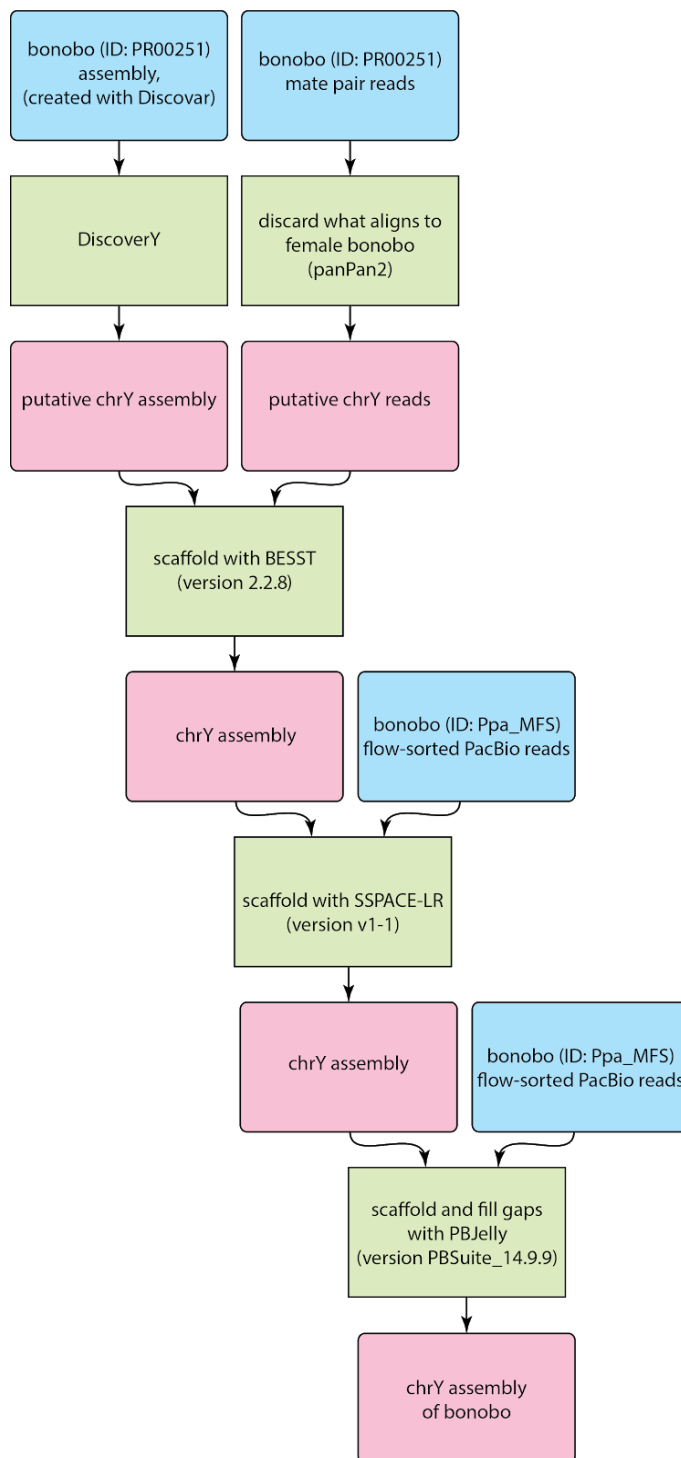 bonobo (ID: PR00251)
assembly,
(created with Discovar)
bonobo (ID: PR00251)
mate pair reads
DiscoverY
discard what aligns to
female bonobo
(panPan2)
putative chrY assembly
putative chrY reads
scaffold with BESST
(version 2.2.8)
chrY assembly
bonobo (ID: Ppa_MFS)
flow-sorted PacBio reads
scaffold with SSPACE-LR
(version v1-1)
chrY assembly
bonobo (ID: Ppa_MFS)
flow-sorted PacBio reads
scaffold and fill gaps
with PBJelly
(version PBSuite_14.9.9)
chrY assembly
of bonobo